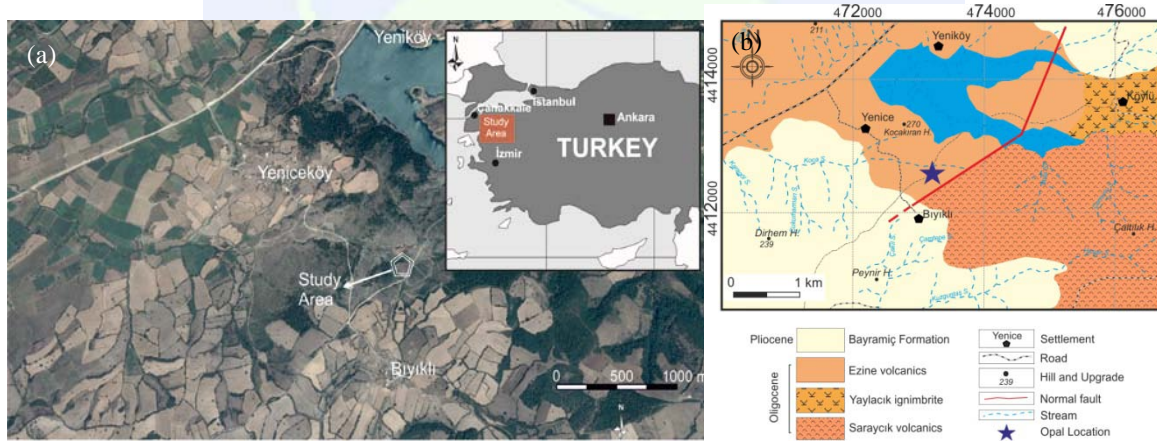 (a)
Yeniköy
Yeniceköy
Study
Area
Bıyıklı
0 500 1000 m
N
N
Çanakkale
İstanbul
Study
Area
Ankara
İzmir
TURKEY
(b)
472000 474000 476000
4414000
4412000
N
211
Yeniköy
Köylü
Yenice
270
Kocakıran H.
Bıyıklı
Dirhem H.
239
Peynir H.
Çaltılık H.
0 1 km
Pliocene
Bayramiç Formation
Oligocene
Ezine volcanics
Yaylacık ignimbrite
Saraycık volcanics
Yenice
Settlement
Road
239
Hill and Upgrade
Normal fault
Stream
Opal Location